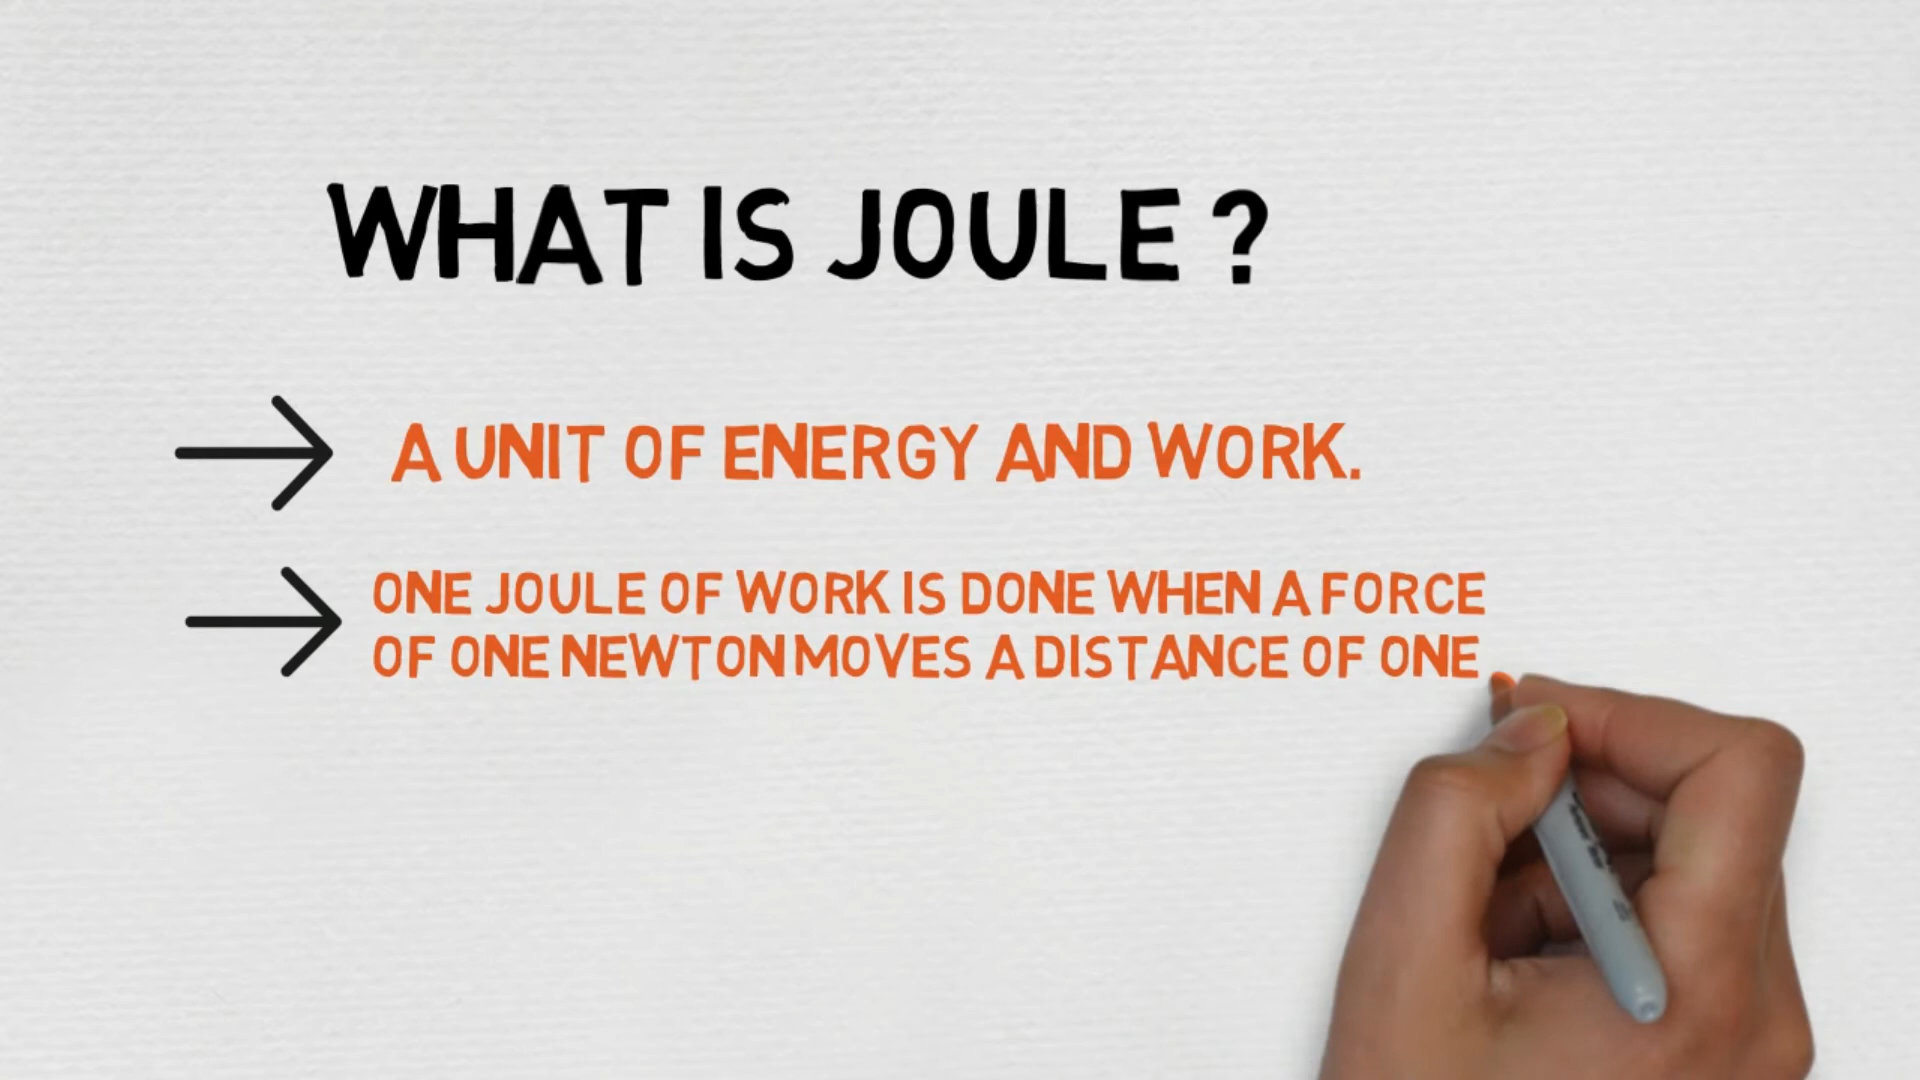 WHAT IS JOULE ?
A UNIT OF ENERGY AND WORK.
ONE JOULE OF WORK IS DONE WHEN A FORCE
OF ONE NEWTON MOVES A DISTANCE OF ONE